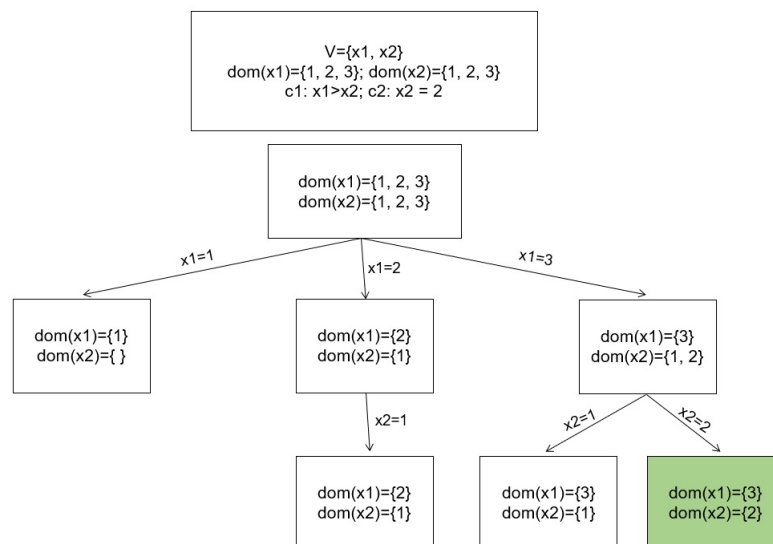 V={x1, x2}
dom(x1)={1, 2, 3}; dom(x2)={1, 2, 3}
c1: x1>x2; c2: x2 = 2
dom(x1)={1, 2, 3}
dom(x2)={1, 2, 3}
x1=1
x1=2
x1=3
dom(x1)={1}
dom(x2)={ }
dom(x1)={2}
dom(x2)={1}
dom(x1)={3}
dom(x2)={1, 2}
x2=1
x2=1
x2=2
dom(x1)={2}
dom(x2)={1}
dom(x1)={3}
dom(x2)={1}
dom(x1)={3}
dom(x2)={2}